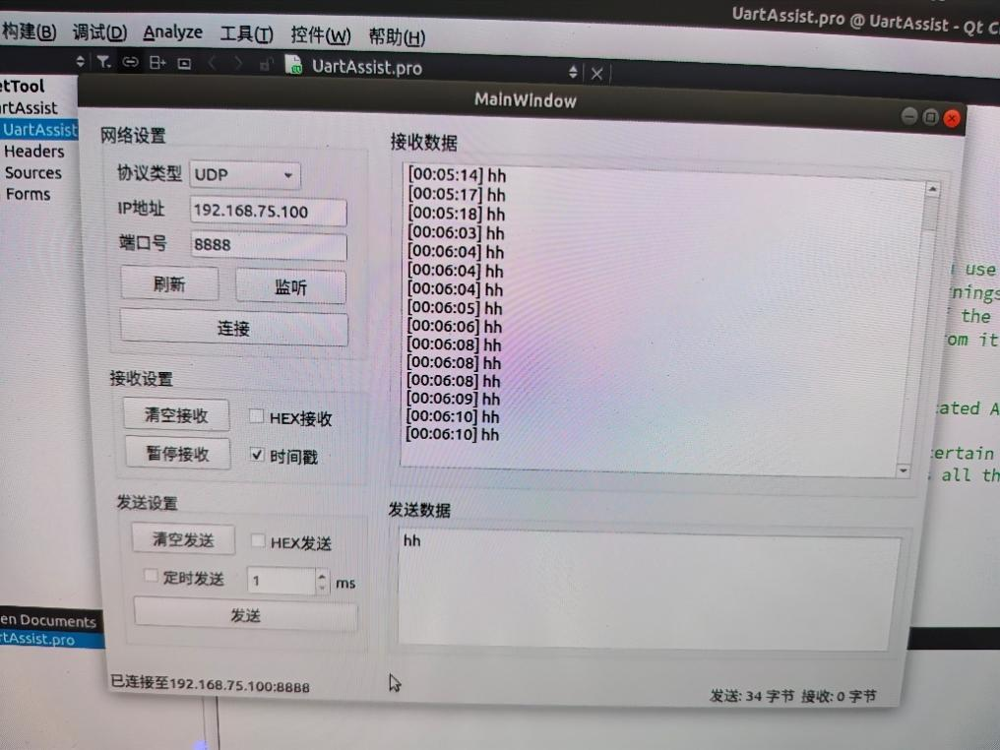 UartAssist.pro @ UartAssist - Qt C
构建(B) 调试(D) Analyze 工具(T) 控件(W) 帮助(H)
UartAssist.pro
MainWindow
etTool
artAssist
UartAssist
Headers
Sources
Forms
网络设置
协议类型 UDP
IP地址 192.168.75.100
端口号 8888
刷新 监听
连接
接收设置
清空接收 HEX接收
暂停接收 时间戳
发送设置
清空发送 HEX发送
定时发送 1 ms
发送
接收数据
[00:05:14] hh
[00:05:17] hh
[00:05:18] hh
[00:06:03] hh
[00:06:04] hh
[00:06:04] hh
[00:06:04] hh
[00:06:05] hh
[00:06:06] hh
[00:06:08] hh
[00:06:08] hh
[00:06:08] hh
[00:06:09] hh
[00:06:10] hh
[00:06:10] hh
发送数据
hh
已连接至192.168.75.100:8888
发送: 34 字节 接收: 0 字节
use
nings
the
om it
cated A
certain
all th
en Documents
rtAssist.pro